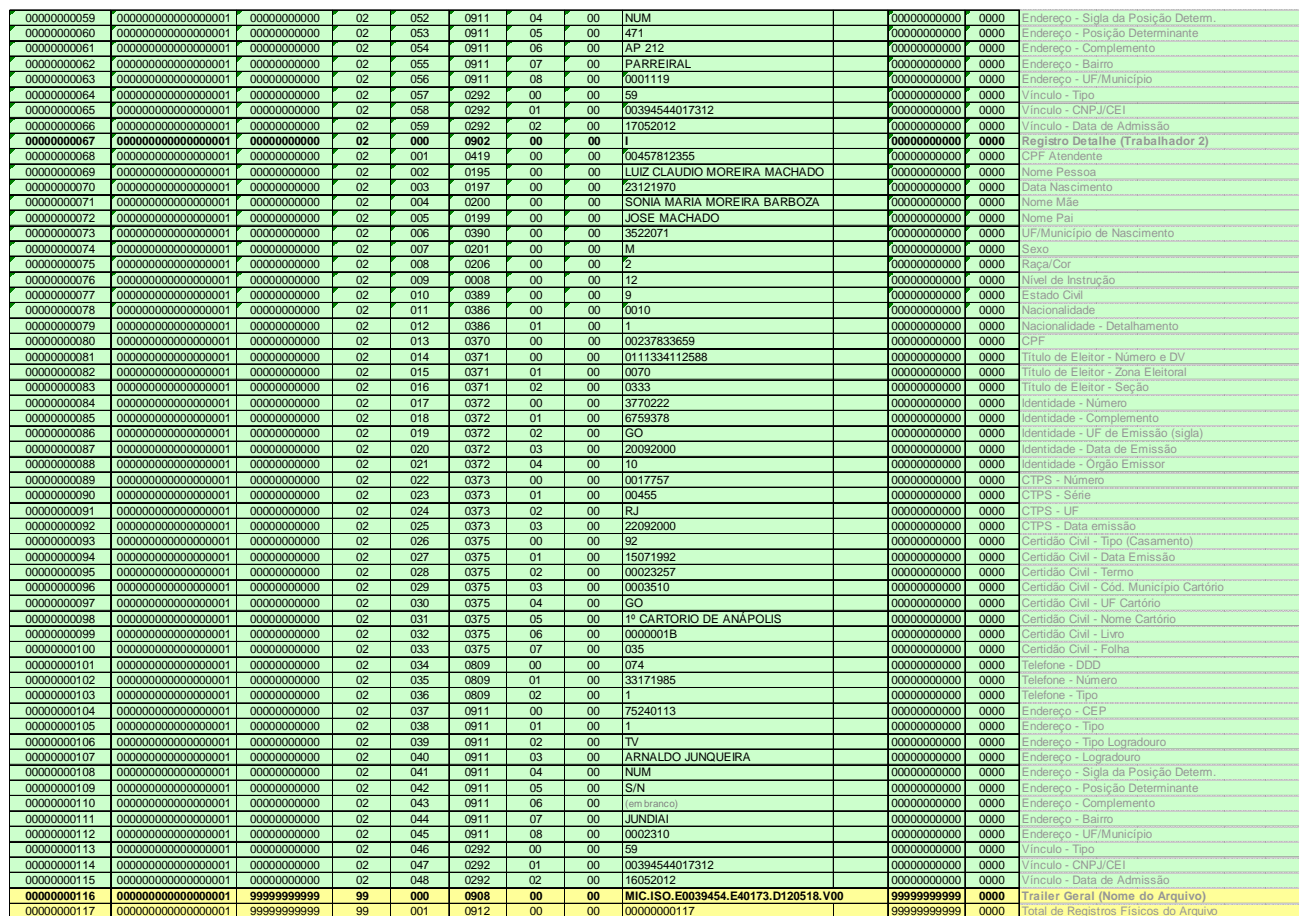 00000000059 000000000000000001 00000000000 02 052 0911 04 00 NUM 00000000000 0000 Endereço - Sigla da Posição Determ.
00000000060 000000000000000001 00000000000 02 053 0911 05 00 471 00000000000 0000 Endereço - Posição Determinante
00000000061 000000000000000001 00000000000 02 054 0911 06 00 AP 212 00000000000 0000 Endereço - Complemento
00000000062 000000000000000001 00000000000 02 055 0911 07 00 PARREIRAL 00000000000 0000 Endereço - Bairro
00000000063 000000000000000001 00000000000 02 056 0911 08 00 0001119 00000000000 0000 Endereço - UF/Município
00000000064 000000000000000001 00000000000 02 057 0292 00 00 59 00000000000 0000 Vínculo - Tipo
00000000065 000000000000000001 00000000000 02 058 0292 01 00 00394544017312 00000000000 0000 Vínculo - CNPJ/CEI
00000000066 000000000000000001 00000000000 02 059 0292 02 00 17052012 00000000000 0000 Vínculo - Data de Admissão
00000000067 000000000000000001 00000000000 02 000 0902 00 00 I 00000000000 0000 Registro Detalhe (Trabalhador 2)
00000000068 000000000000000001 00000000000 02 001 0419 00 00 00457812355 00000000000 0000 CPF Atendente
00000000069 000000000000000001 00000000000 02 002 0195 00 00 LUIZ CLAUDIO MOREIRA MACHADO 00000000000 0000 Nome Pessoa
00000000070 000000000000000001 00000000000 02 003 0197 00 00 23121970 00000000000 0000 Data Nascimento
00000000071 000000000000000001 00000000000 02 004 0200 00 00 SONIA MARIA MOREIRA BARBOZA 00000000000 0000 Nome Mãe
00000000072 000000000000000001 00000000000 02 005 0199 00 00 JOSE MACHADO 00000000000 0000 Nome Pai
00000000073 000000000000000001 00000000000 02 006 0390 00 00 3522071 00000000000 0000 UF/Município de Nascimento
00000000074 000000000000000001 00000000000 02 007 0201 00 00 M 00000000000 0000 Sexo
00000000075 000000000000000001 00000000000 02 008 0206 00 00 2 00000000000 0000 Raça/Cor
00000000076 000000000000000001 00000000000 02 009 0008 00 00 12 00000000000 0000 Nível de Instrução
00000000077 000000000000000001 00000000000 02 010 0389 00 00 9 00000000000 0000 Estado Civil
00000000078 000000000000000001 00000000000 02 011 0386 00 00 0010 00000000000 0000 Nacionalidade
00000000079 000000000000000001 00000000000 02 012 0386 01 00 1 00000000000 0000 Nacionalidade - Detalhamento
00000000080 000000000000000001 00000000000 02 013 0370 00 00 00237833659 00000000000 0000 CPF
00000000081 000000000000000001 00000000000 02 014 0371 00 00 0111334112588 00000000000 0000 Título de Eleitor - Número e DV
00000000082 000000000000000001 00000000000 02 015 0371 01 00 0070 00000000000 0000 Título de Eleitor - Zona Eleitoral
00000000083 000000000000000001 00000000000 02 016 0371 02 00 0333 00000000000 0000 Título de Eleitor - Seção
00000000084 000000000000000001 00000000000 02 017 0372 00 00 3770222 00000000000 0000 Identidade - Número
00000000085 000000000000000001 00000000000 02 018 0372 01 00 6759378 00000000000 0000 Identidade - Complemento
00000000086 000000000000000001 00000000000 02 019 0372 02 00 GO 00000000000 0000 Identidade - UF de Emissão (sigla)
00000000087 000000000000000001 00000000000 02 020 0372 03 00 20092000 00000000000 0000 Identidade - Data de Emissão
00000000088 000000000000000001 00000000000 02 021 0372 04 00 10 00000000000 0000 Identidade - Órgão Emissor
00000000089 000000000000000001 00000000000 02 022 0373 00 00 0017757 00000000000 0000 CTPS - Número
00000000090 000000000000000001 00000000000 02 023 0373 01 00 00455 00000000000 0000 CTPS - Série
00000000091 000000000000000001 00000000000 02 024 0373 02 00 RJ 00000000000 0000 CTPS - UF
00000000092 000000000000000001 00000000000 02 025 0373 03 00 22092000 00000000000 0000 CTPS - Data emissão
00000000093 000000000000000001 00000000000 02 026 0375 00 00 92 00000000000 0000 Certidão Civil - Tipo (Casamento)
00000000094 000000000000000001 00000000000 02 027 0375 01 00 15071992 00000000000 0000 Certidão Civil - Data Emissão
00000000095 000000000000000001 00000000000 02 028 0375 02 00 00023257 00000000000 0000 Certidão Civil - Termo
00000000096 000000000000000001 00000000000 02 029 0375 03 00 0003510 00000000000 0000 Certidão Civil - Cód. Município Cartório
00000000097 000000000000000001 00000000000 02 030 0375 04 00 GO 00000000000 0000 Certidão Civil - UF Cartório
00000000098 000000000000000001 00000000000 02 031 0375 05 00 1º CARTORIO DE ANÁPOLIS 00000000000 0000 Certidão Civil - Nome Cartório
00000000099 000000000000000001 00000000000 02 032 0375 06 00 0000001B 00000000000 0000 Certidão Civil - Livro
00000000100 000000000000000001 00000000000 02 033 0375 07 00 035 00000000000 0000 Certidão Civil - Folha
00000000101 000000000000000001 00000000000 02 034 0809 00 00 074 00000000000 0000 Telefone - DDD
00000000102 000000000000000001 00000000000 02 035 0809 01 00 33171985 00000000000 0000 Telefone - Número
00000000103 000000000000000001 00000000000 02 036 0809 02 00 1 00000000000 0000 Telefone - Tipo
00000000104 000000000000000001 00000000000 02 037 0911 00 00 75240113 00000000000 0000 Endereço - CEP
00000000105 000000000000000001 00000000000 02 038 0911 01 00 1 00000000000 0000 Endereço - Tipo
00000000106 000000000000000001 00000000000 02 039 0911 02 00 TV 00000000000 0000 Endereço - Tipo Logradouro
00000000107 000000000000000001 00000000000 02 040 0911 03 00 ARNALDO JUNQUEIRA 00000000000 0000 Endereço - Logradouro
00000000108 000000000000000001 00000000000 02 041 0911 04 00 NUM 00000000000 0000 Endereço - Sigla da Posição Determ.
00000000109 000000000000000001 00000000000 02 042 0911 05 00 S/N 00000000000 0000 Endereço - Posição Determinante
00000000110 000000000000000001 00000000000 02 043 0911 06 00 (em branco) 00000000000 0000 Endereço - Complemento
00000000111 000000000000000001 00000000000 02 044 0911 07 00 JUNDIAI 00000000000 0000 Endereço - Bairro
00000000112 000000000000000001 00000000000 02 045 0911 08 00 0002310 00000000000 0000 Endereço - UF/Município
00000000113 000000000000000001 00000000000 02 046 0292 00 00 59 00000000000 0000 Vínculo - Tipo
00000000114 000000000000000001 00000000000 02 047 0292 01 00 00394544017312 00000000000 0000 Vínculo - CNPJ/CEI
00000000115 000000000000000001 00000000000 02 048 0292 02 00 16052012 00000000000 0000 Vínculo - Data de Admissão
00000000116 000000000000000001 99999999999 99 000 0908 00 00 MIC.ISO.E0039454.E40173.D120518.V00 99999999999 0000 Trailer Geral (Nome do Arquivo)
00000000117 000000000000000001 99999999999 99 001 0912 00 00 00000000117 99999999999 0000 Total de Registros Físicos do Arquivo